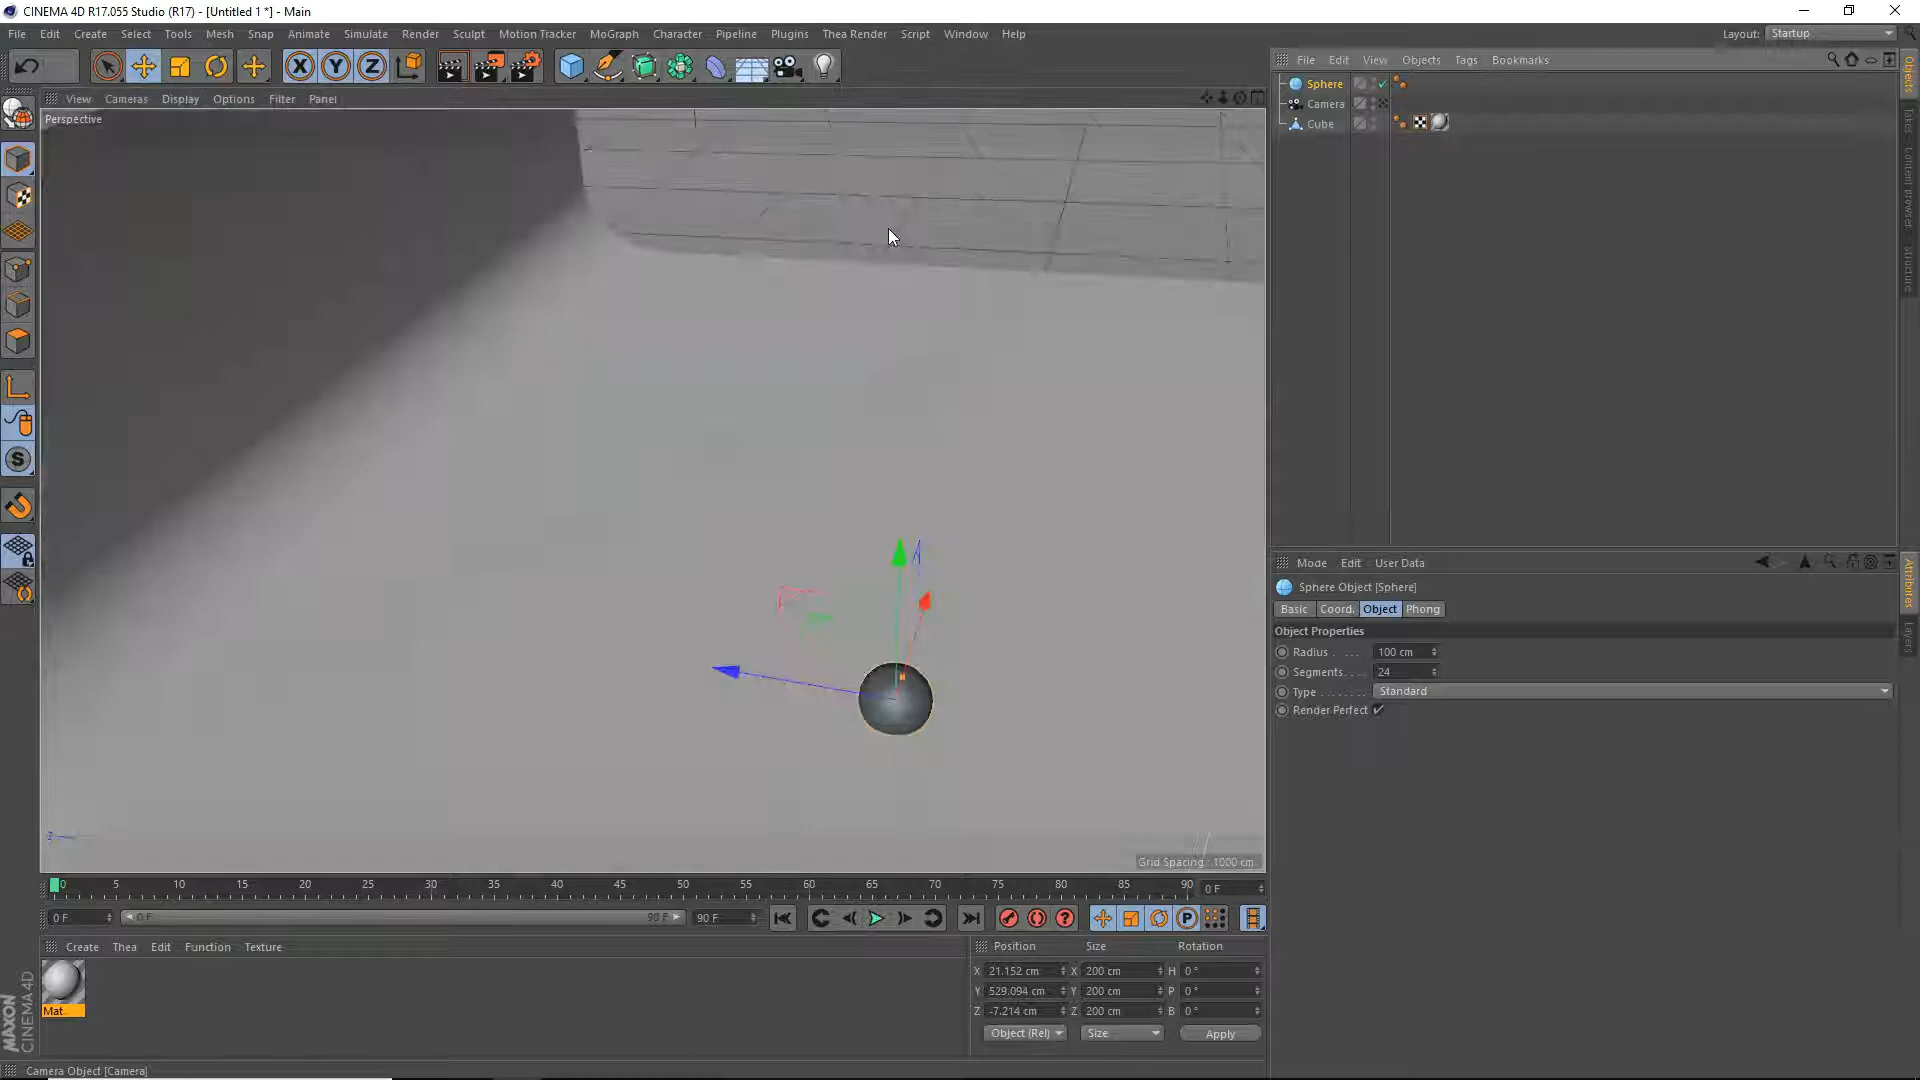 CINEMA 4D R17.055 Studio (R17) - [Untitled 1 *] - Main
File Edit Create Select Tools Mesh Snap Animate Simulate Render Sculpt Motion Tracker MoGraph Character Pipeline Plugins Thea Render Script Window Help
Layout: Startup
X Y Z
File Edit View Objects Tags Bookmarks
Sphere
Camera
Cube
View Cameras Display Options Filter Panel
Perspective
Z
Grid Spacing : 1000 cm
Objects
Takes
Content Browser
Structure
Mode Edit User Data
Sphere Object [Sphere]
Basic Coord. Object Phong
Object Properties
Radius . . . . 100 cm
Segments. . . . 24
Type . . . . . . . . Standard
Render Perfect
Attributes
Layers
S
0 5 10 15 20 25 30 35 40 45 50 55 60 65 70 75 80 85 90
0 F
0 F 0 F 90 F 90 F
P
Create Thea Edit Function Texture
Mat
Position Size Rotation
X 21.152 cm X 200 cm H 0 °
Y 529.094 cm Y 200 cm P 0 °
Z -7.214 cm Z 200 cm B 0 °
Object (Rel) Size Apply
MAXON
CINEMA 4D
Camera Object [Camera]